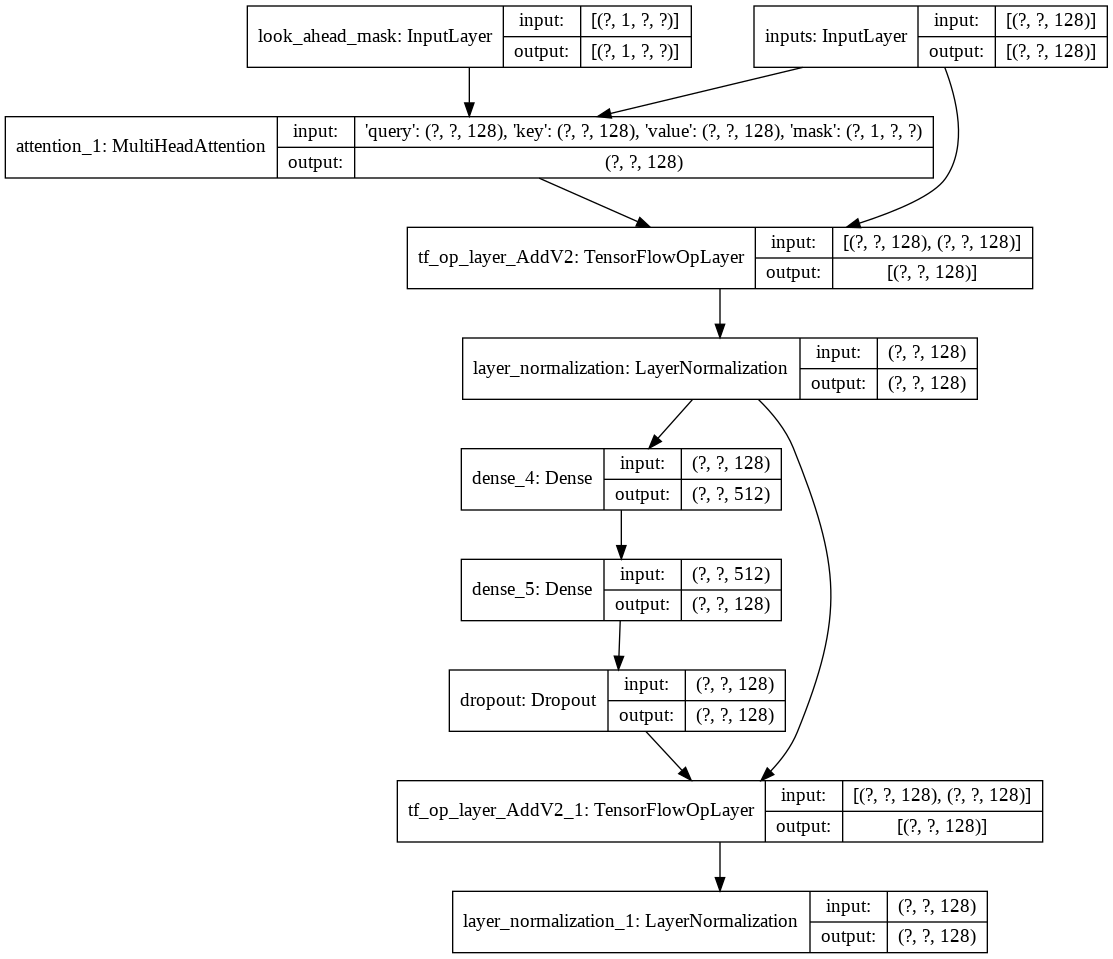 look_ahead_mask: InputLayer
input:
[(?, 1, ?, ?)]
output:
[(?, 1, ?, ?)]
inputs: InputLayer
input:
[(?, ?, 128)]
output:
[(?, ?, 128)]
attention_1: MultiHeadAttention
input:
'query': (?, ?, 128), 'key': (?, ?, 128), 'value': (?, ?, 128), 'mask': (?, 1, ?, ?)
output:
(?, ?, 128)
tf_op_layer_AddV2: TensorFlowOpLayer
input:
[(?, ?, 128), (?, ?, 128)]
output:
[(?, ?, 128)]
layer_normalization: LayerNormalization
input:
(?, ?, 128)
output:
(?, ?, 128)
dense_4: Dense
input:
(?, ?, 128)
output:
(?, ?, 512)
dense_5: Dense
input:
(?, ?, 512)
output:
(?, ?, 128)
dropout: Dropout
input:
(?, ?, 128)
output:
(?, ?, 128)
tf_op_layer_AddV2_1: TensorFlowOpLayer
input:
[(?, ?, 128), (?, ?, 128)]
output:
[(?, ?, 128)]
layer_normalization_1: LayerNormalization
input:
(?, ?, 128)
output:
(?, ?, 128)